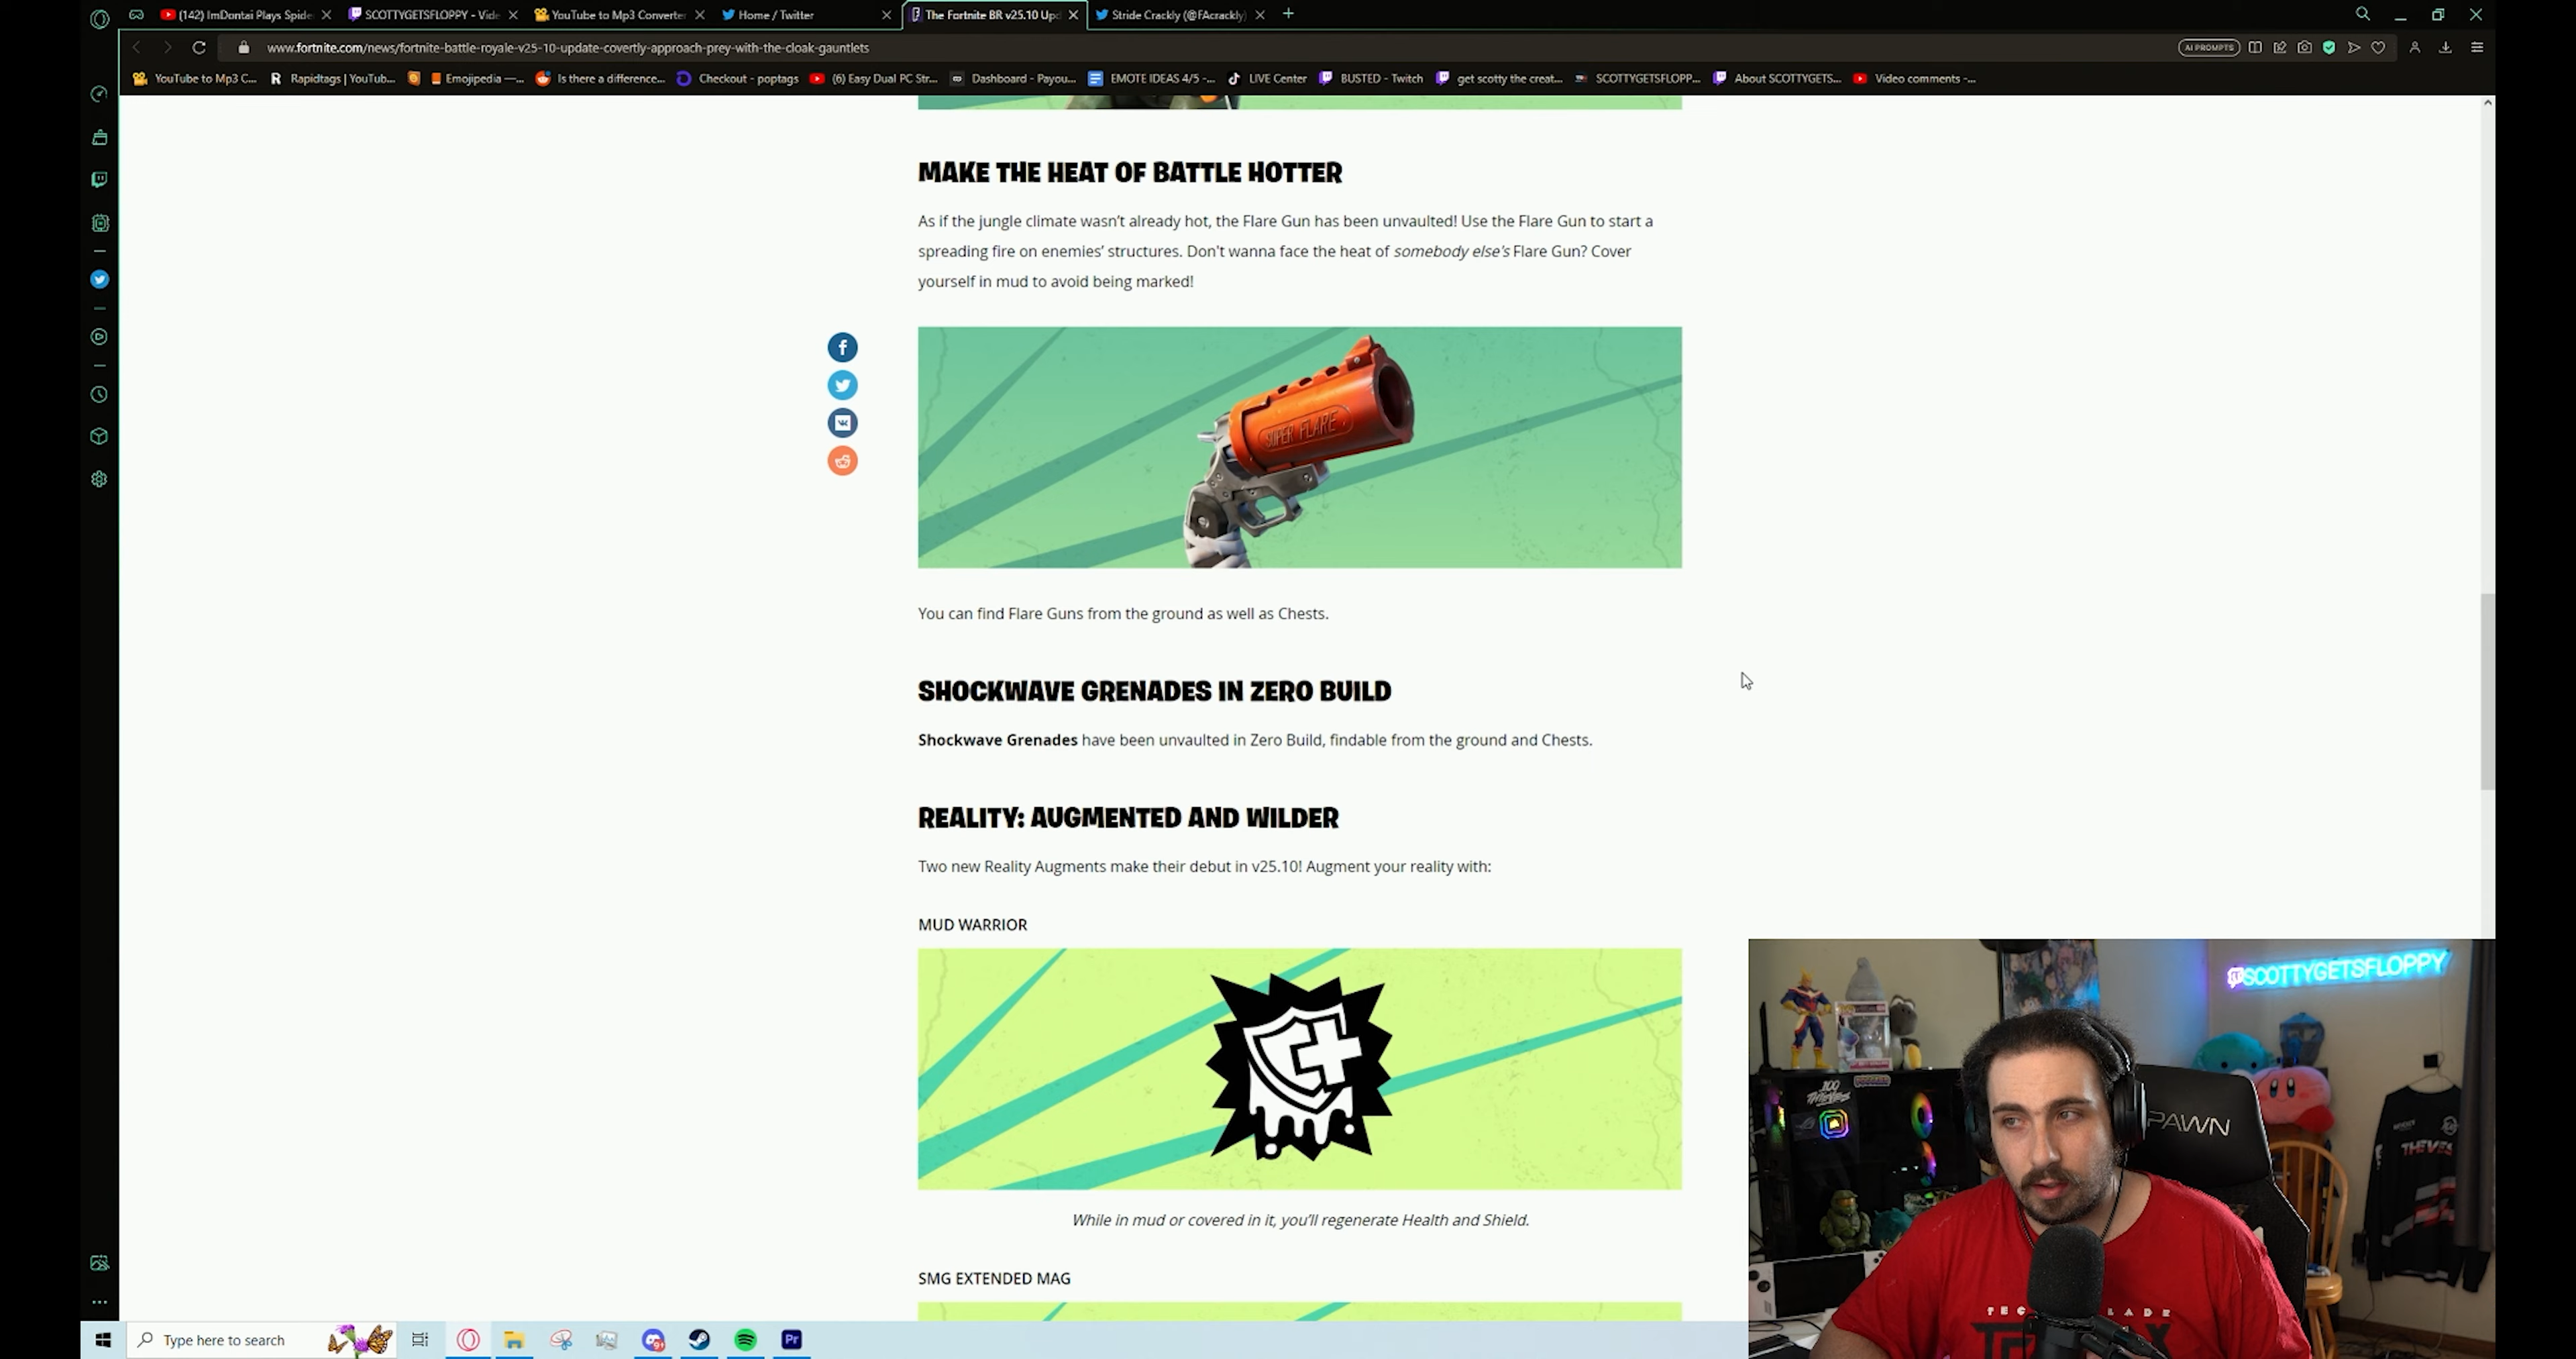 (142) ImDontai Plays Spide
SCOTTYGETSFLOPPY - Vide
YouTube to Mp3 Converter
Home / Twitter
The Fortnite BR v25.10 Upd
Stride Crackly (@FAcrackly)
www.fortnite.com/news/fortnite-battle-royale-v25-10-update-covertly-approach-prey-with-the-cloak-gauntlets
AI PROMPTS
YouTube to Mp3 C...
Rapidtags | YouTub...
Emojipedia —...
Is there a difference...
Checkout - poptags
(6) Easy Dual PC Str...
Dashboard - Payou...
EMOTE IDEAS 4/5 -...
LIVE Center
BUSTED - Twitch
get scotty the creat...
SCOTTYGETSFLOPP...
About SCOTTYGETS...
Video comments -...
MAKE THE HEAT OF BATTLE HOTTER
As if the jungle climate wasn't already hot, the Flare Gun has been unvaulted! Use the Flare Gun to start a
spreading fire on enemies' structures. Don't wanna face the heat of somebody else's Flare Gun? Cover
yourself in mud to avoid being marked!
SUPER FLARE
You can find Flare Guns from the ground as well as Chests.
SHOCKWAVE GRENADES IN ZERO BUILD
Shockwave Grenades have been unvaulted in Zero Build, findable from the ground and Chests.
REALITY: AUGMENTED AND WILDER
Two new Reality Augments make their debut in v25.10! Augment your reality with:
MUD WARRIOR
While in mud or covered in it, you'll regenerate Health and Shield.
SMG EXTENDED MAG
@SCOTTYGETSFLOPPY
100
THIEVES
PAWN
THIEVES
Type here to search
Pr